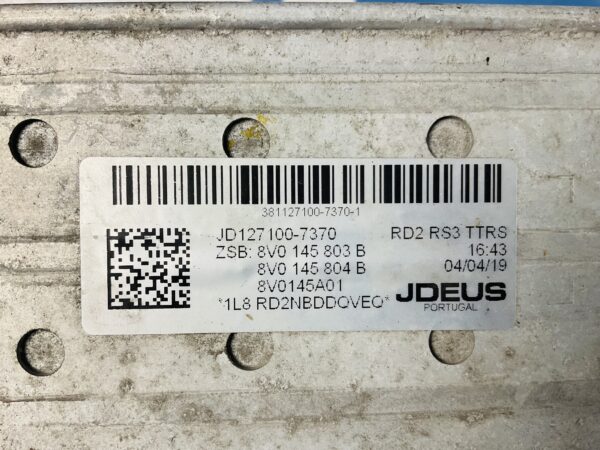 381127100-7370-1
JD127100-7370 RD2 RS3 TTRS
ZSB: 8V0 145 803 B 16:43
8V0 145 804 B 04/04/19
8V0145A01
*1L8 RD2NBDDOVEO*
JDEUS
PORTUGAL